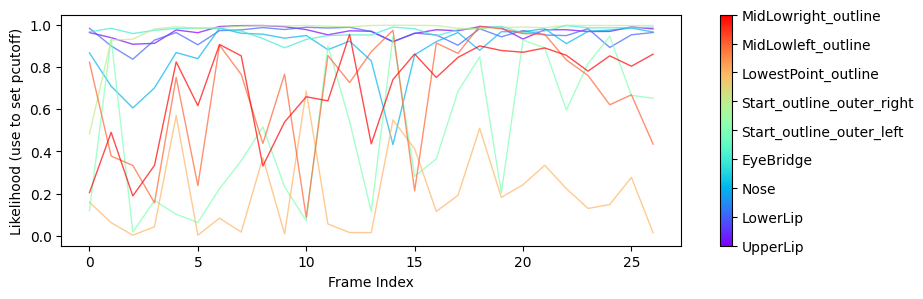 Likelihood (use to set pcutoff)
1.0
0.8
0.6
0.4
0.2
0.0
0
5
10
15
20
25
Frame Index
MidLowright_outline
MidLowleft_outline
LowestPoint_outline
Start_outline_outer_right
Start_outline_outer_left
EyeBridge
Nose
LowerLip
UpperLip